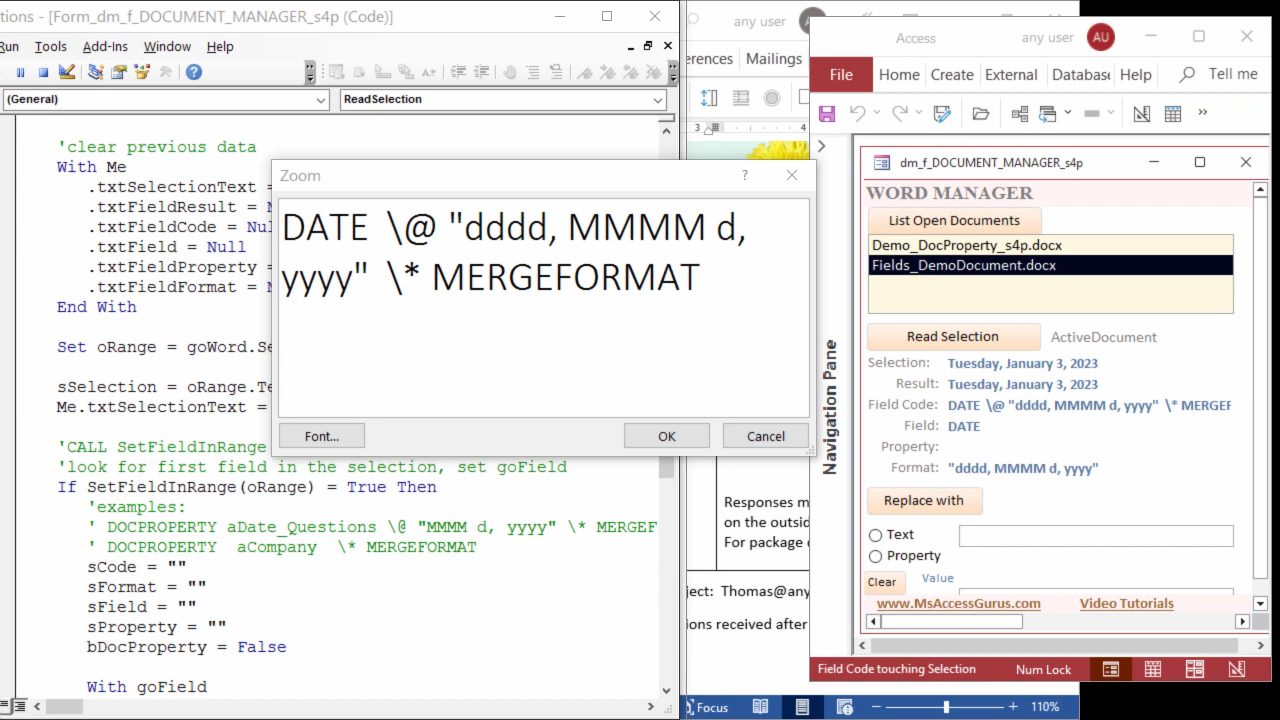 tions - [Form_dm_f_DOCUMENT_MANAGER_s4p (Code)]
Run Tools Add-Ins Window Help
(General) ReadSelection
'clear previous data
With Me
.txtSelectionText =
.txtFieldResult =
.txtFieldCode =
.txtField = Null
.txtFieldProperty =
.txtFieldFormat =
End With
Set oRange =
sSelection =
Me.txtSelectionText =
'CALL SetFieldInRange
'look for first field in the selection, set goField
If SetFieldInRange(oRange) = True Then
'examples:
' DOCPROPERTY aDate_Questions \@ "MMMM d, yyyy" \* MERGEF
' DOCPROPERTY  aCompany  \* MERGEFORMAT
sCode = ""
sFormat = ""
sField = ""
sProperty = ""
bDocProperty = False
With goField
Zoom ?
DATE  \@ "dddd, MMMM d,
yyyy"  \* MERGEFORMAT
Font... OK Cancel
any user
erences Mailings
3 4
Responses m
on the outsid
For package
ject: Thomas@any
ions received after
Focus 110%
Access any user AU
File Home Create External Database Help Tell me
Navigation Pane
dm_f_DOCUMENT_MANAGER_s4p
WORD MANAGER
List Open Documents
Demo_DocProperty_s4p.docx
Fields_DemoDocument.docx
Read Selection ActiveDocument
Selection: Tuesday, January 3, 2023
Result: Tuesday, January 3, 2023
Field Code: DATE \@ "dddd, MMMM d, yyyy" \* MERGEF
Field: DATE
Property:
Format: "dddd, MMMM d, yyyy"
Replace with
Text
Property
Clear Value
www.MsAccessGurus.com Video Tutorials
Field Code touching Selection Num Lock